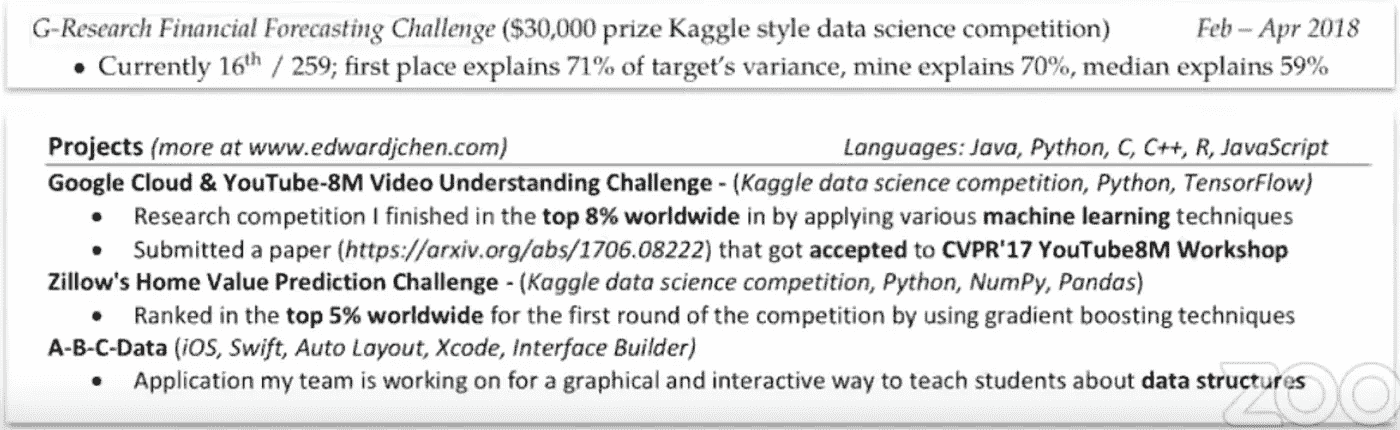 G-Research Financial Forecasting Challenge ($30,000 prize Kaggle style data science competition) Feb – Apr 2018
• Currently 16th / 259; first place explains 71% of target's variance, mine explains 70%, median explains 59%
Projects (more at www.edwardjchen.com) Languages: Java, Python, C, C++, R, JavaScript
Google Cloud & YouTube-8M Video Understanding Challenge - (Kaggle data science competition, Python, TensorFlow)
• Research competition I finished in the top 8% worldwide in by applying various machine learning techniques
• Submitted a paper (https://arxiv.org/abs/1706.08222) that got accepted to CVPR'17 YouTube8M Workshop
Zillow's Home Value Prediction Challenge - (Kaggle data science competition, Python, NumPy, Pandas)
• Ranked in the top 5% worldwide for the first round of the competition by using gradient boosting techniques
A-B-C-Data (iOS, Swift, Auto Layout, Xcode, Interface Builder)
• Application my team is working on for a graphical and interactive way to teach students about data structures
zoo